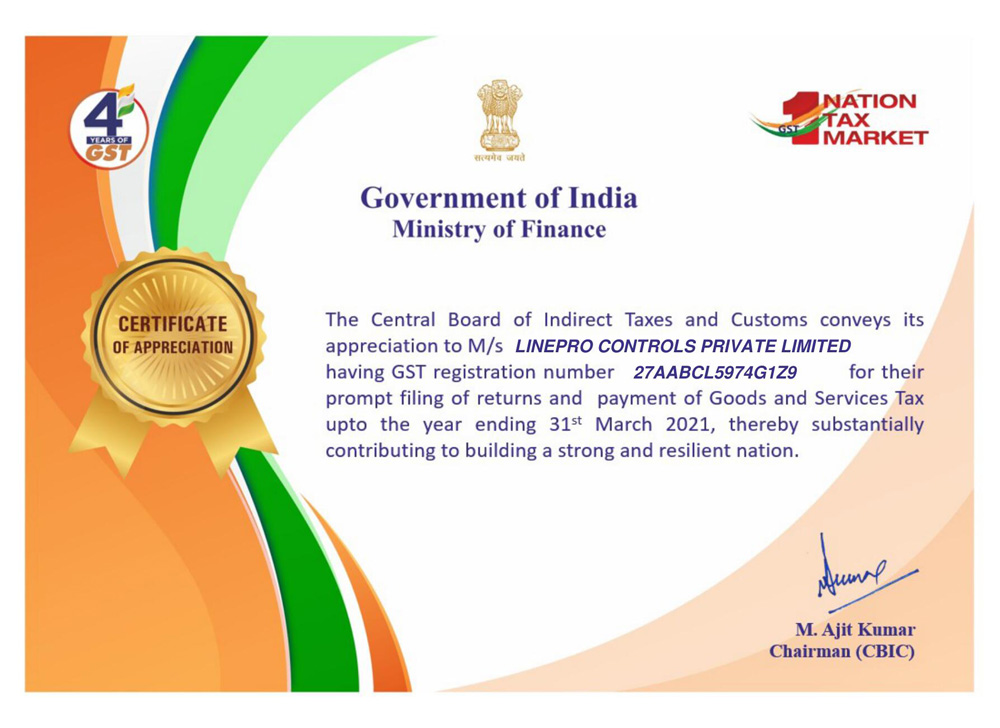 4
YEARS OF
GST
सत्यमेव जयते
1 NATION
TAX
GST
MARKET
Government of India
Ministry of Finance
CERTIFICATE
OF APPRECIATION
The Central Board of Indirect Taxes and Customs conveys its
appreciation to M/s LINEPRO CONTROLS PRIVATE LIMITED
having GST registration number 27AABCL5974G1Z9 for their
prompt filing of returns and payment of Goods and Services Tax
upto the year ending 31st March 2021, thereby substantially
contributing to building a strong and resilient nation.
M. Ajit Kumar
Chairman (CBIC)